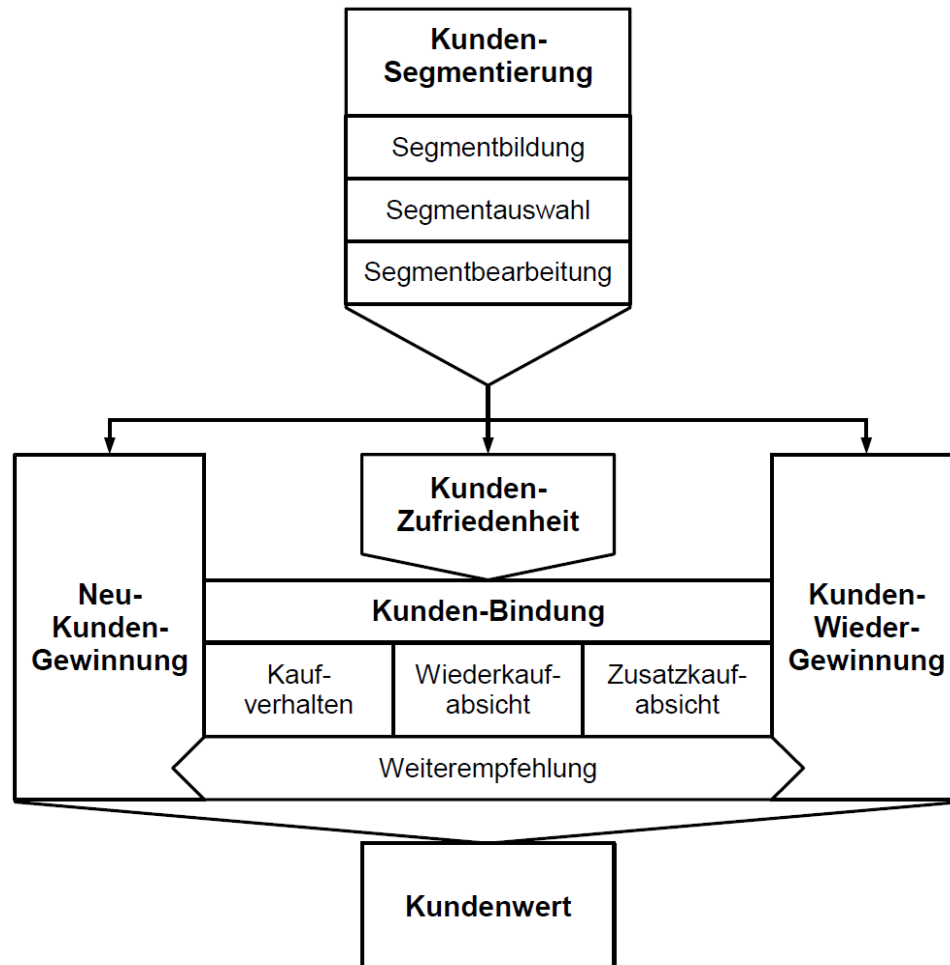 Kunden-
Segmentierung
Segmentbildung
Segmentauswahl
Segmentbearbeitung
Neu-
Kunden-
Gewinnung
Kunden-
Zufriedenheit
Kunden-Bindung
Kauf-
verhalten
Wiederkauf-
absicht
Zusatzkauf-
absicht
Weiterempfehlung
Kunden-
Wieder-
Gewinnung
Kundenwert